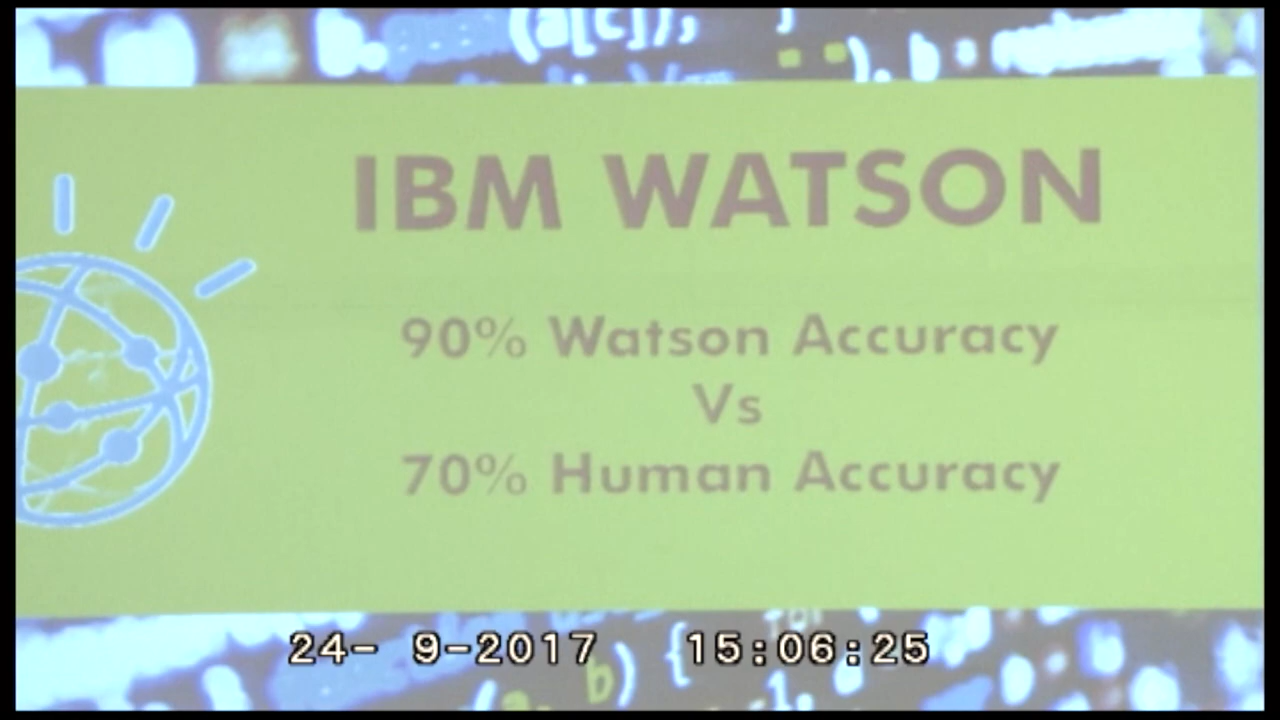 (a[c]),
IBM WATSON
90% Watson Accuracy
Vs
70% Human Accuracy
24- 9-2017 15:06:25